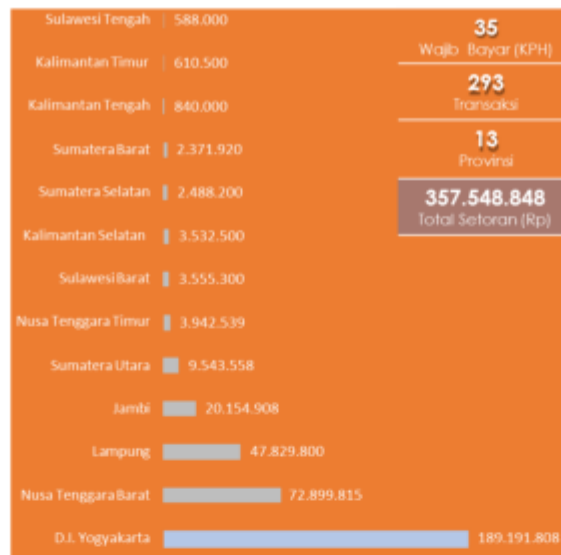 Sulawesi Tengah 588.000
Kalimantan Timur 610.500
Kalimantan Tengah 840.000
Sumatera Barat 2.371.920
Sumatera Selatan 2.488.200
Kalimantan Selatan 3.532.500
Sulawesi Barat 3.555.300
Nusa Tenggara Timur 3.942.539
Sumatera Utara 9.543.558
Jambi 20.154.908
Lampung 47.829.800
Nusa Tenggara Barat 72.899.815
D.I. Yogyakarta 189.191.808
35
Wajib Bayar (KPH)
293
Transaksi
13
Provinsi
357.548.848
Total Setoran (Rp)